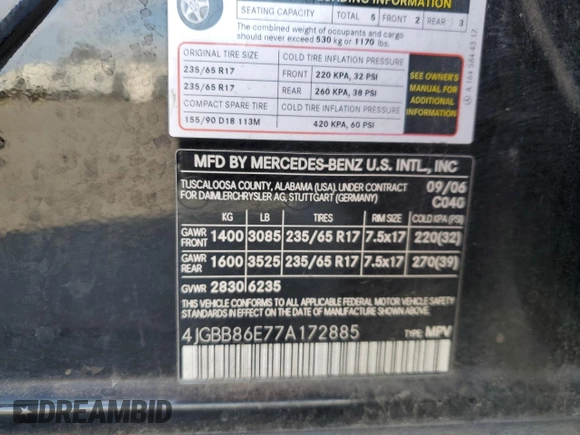 LOADING INFORMATION
SEATING CAPACITY TOTAL 5 FRONT 2 REAR 3
The combined weight of occupants and cargo
should never exceed 530 kg or 1170 lbs.
ORIGINAL TIRE SIZE COLD TIRE INFLATION PRESSURE
235/65 R17 FRONT 220 KPA, 32 PSI
235/65 R17 REAR 260 KPA, 38 PSI
COMPACT SPARE TIRE COLD TIRE INFLATION PRESSURE
155/90 D18 113M 420 KPA, 60 PSI
SEE OWNER'S
MANUAL FOR
ADDITIONAL
INFORMATION
A 164 584 43 12
MFD BY MERCEDES-BENZ U.S. INTL., INC
TUSCALOOSA COUNTY, ALABAMA (USA), UNDER CONTRACT 09/06
FOR DAIMLERCHRYSLER AG, STUTTGART (GERMANY) C040
KG LB TIRES RIM SIZE COLD PSI
GAWR FRONT 1400 3085 235/65 R17 7.5x17 220(32)
GAWR REAR 1600 3525 235/65 R17 7.5x17 270(39)
GVWR 2830 6235
THIS VEHICLE CONFORMS TO ALL APPLICABLE FEDERAL MOTOR VEHICLE SAFETY
STANDARDS IN EFFECT ON THE DATE OF MANUFACTURE SHOWN ABOVE.
4JGBB86E77A172885 TYPE: MPV
DREAMBID